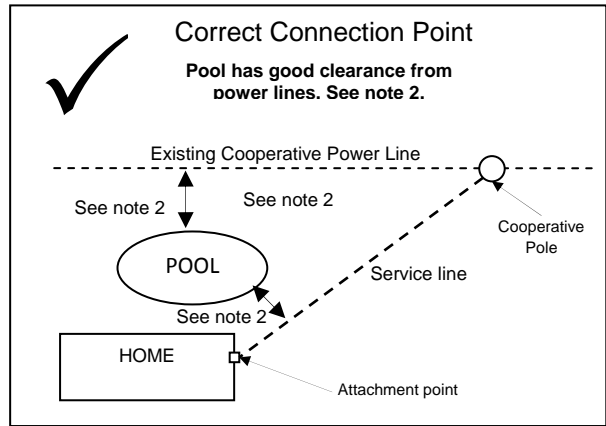 Correct Connection Point
Pool has good clearance from
power lines. See note 2.
Existing Cooperative Power Line
See note 2
See note 2
Cooperative
Pole
POOL
Service line
See note 2
HOME
Attachment point